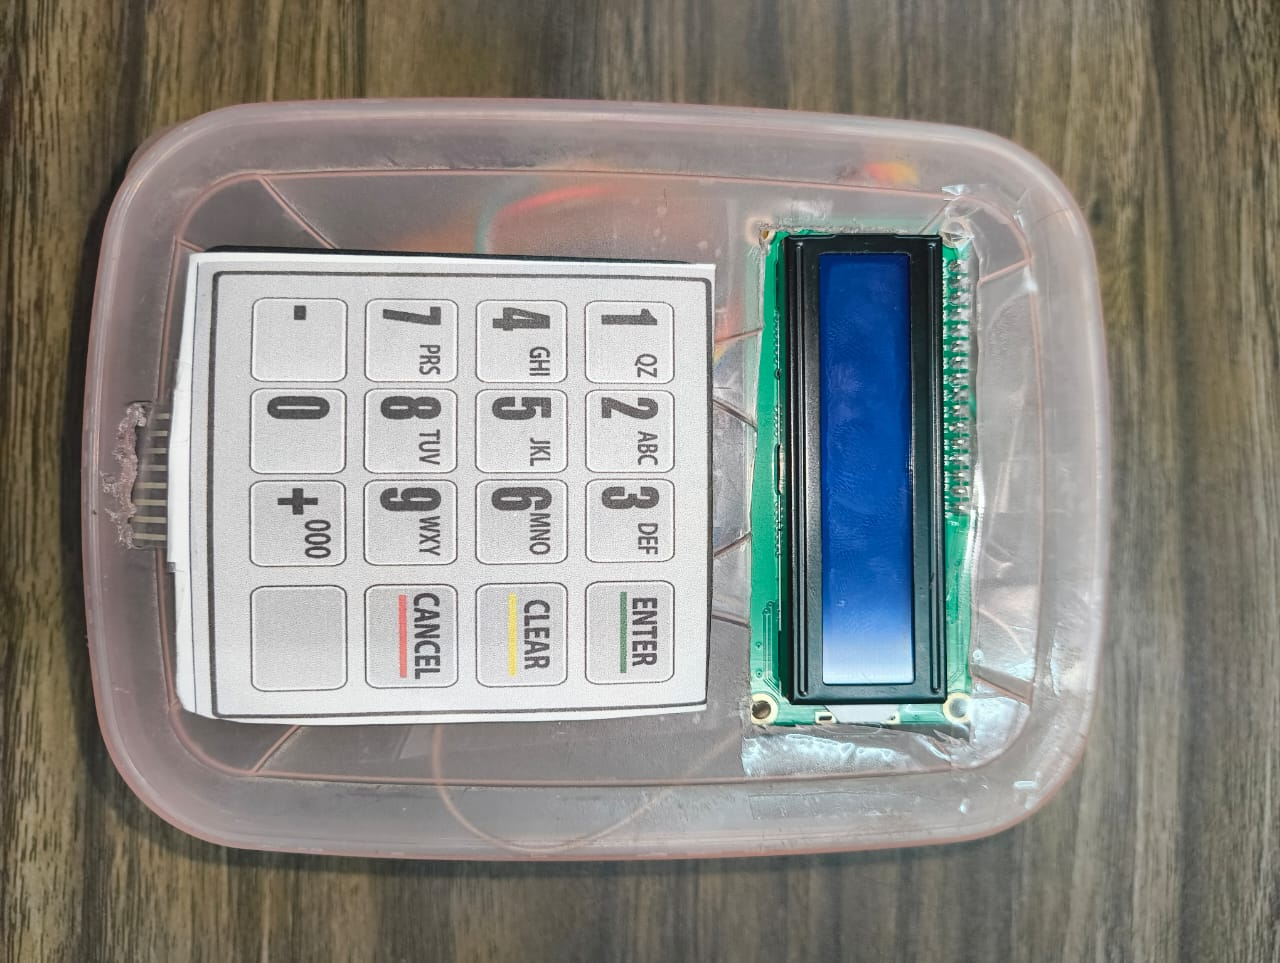 1 QZ
2 ABC
3 DEF
ENTER
4 GHI
5 JKL
6 MNO
CLEAR
7 PRS
8 TUV
9 WXY
CANCEL
-
0
+000